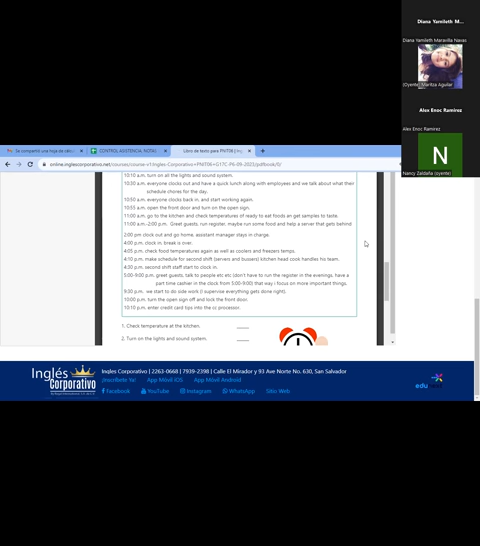 Diana Yamileth M...
Diana Yamileth Maravilla Navas
(Oyente) Maritza Aguilar
Alex Enoc Ramirez
Alex Enoc Ramirez
N
Nancy Zaldaña (oyente)
Se compartió una hoja de cálcu
CONTROL ASISTENCIA, NOTAS
Libro de texto para PNT06 | Ing
online.inglescorporativo.net/courses/course-v1:Ingles-Corporativo+PNT06+G17C-P6-09-2023/pdfbook/0/
10:10 a.m. turn on all the lights and sound system.
10:30 a.m. everyone clocks out and have a quick lunch along with employees and we talk about what their
schedule chores for the day.
10:50 a.m. everyone clocks back in, and start working again.
10:55 a.m. open the front door and turn on the open sign.
11:00 a.m. go to the kitchen and check temperatures of ready to eat foods an get samples to taste.
11:00 a.m.-2:00 p.m. Greet guests, run register, maybe run some food and help a server that gets behind
2:00 pm clock out and go home, assistant manager stays in charge.
4:00 p.m. clock in, break is over.
4:05 p.m. check food temperatures again as well as coolers and freezers temps.
4:10 p.m. make schedule for second shift (servers and bussers) kitchen head cook handles his team.
4:30 p.m. second shift staff start to clock in.
5:00-9:00 p.m. greet guests, talk to people etc etc (don't have to run the register in the evenings, have a
part time cashier in the clock from 5:00-9:00) that way i focus on more important things.
9:30 p.m. we start to do side work (I supervise everything gets done right).
10:00 p.m. turn the open sign off and lock the front door.
10:10 p.m. enter credit card tips into the cc processor.
1. Check temperature at the kitchen. ____
2. Turn on the lights and sound system. ____
Inglés
Corporativo
Ingles Corporativo | 2263-0668 | 7939-2398 | Calle El Mirador y 93 Ave Norte No. 630, San Salvador
¡Inscríbete Ya! App Móvil IOS App Móvil Android
Facebook Youtube Instagram WhatsApp Sitio Web
edu